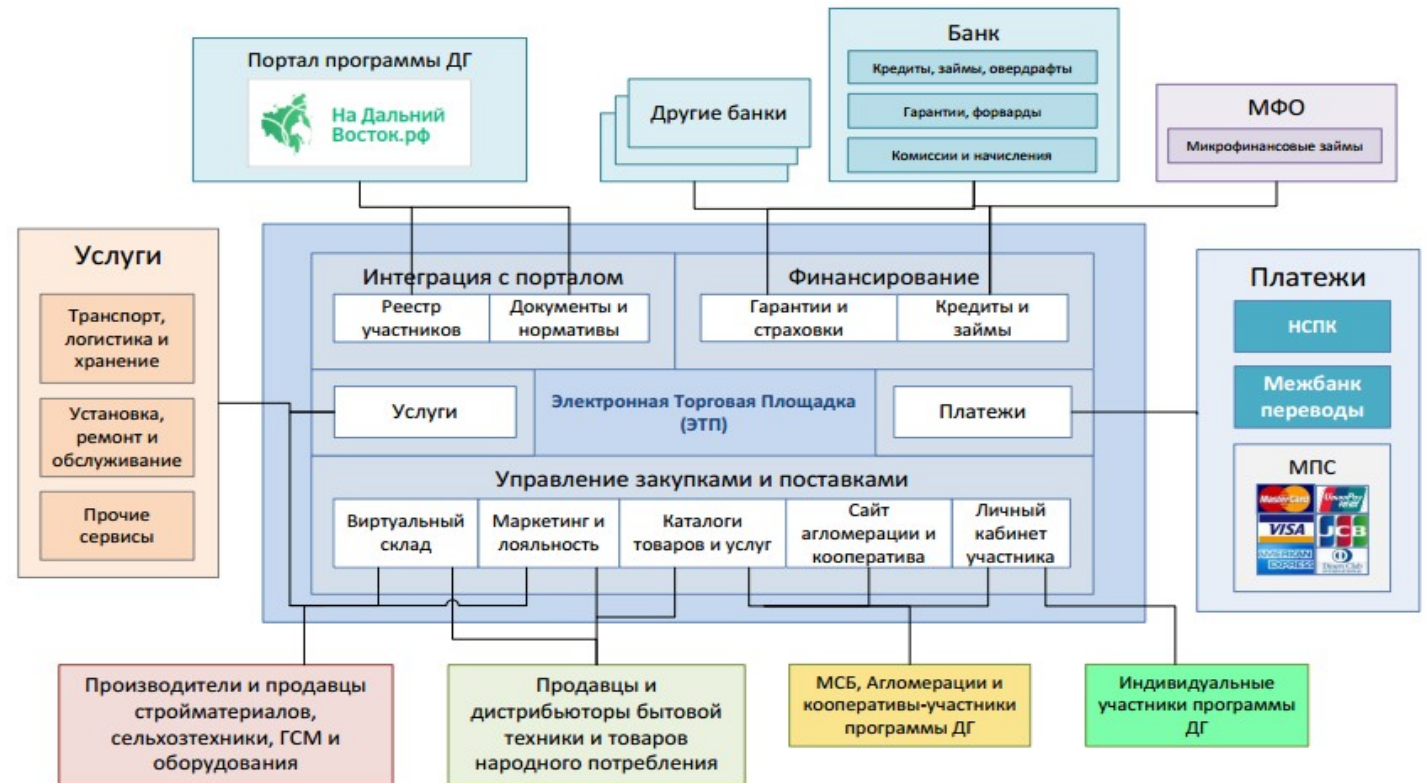 Портал программы ДГ
На Дальний
Восток.рф
Другие банки
Банк
Кредиты, займы, овердрафты
Гарантии, форварды
Комиссии и начисления
МФО
Микрофинансовые займы
Услуги
Транспорт,
логистика и
хранение
Установка,
ремонт и
обслуживание
Прочие
сервисы
Интеграция с порталом
Реестр
участников
Документы и
нормативы
Финансирование
Гарантии и
страховки
Кредиты и
займы
Услуги
Электронная Торговая Площадка
(ЭТП)
Платежи
Управление закупками и поставками
Виртуальный
склад
Маркетинг и
лояльность
Каталоги
товаров и услуг
Сайт
агломерации и
кооператива
Личный
кабинет
участника
Платежи
НСПК
Межбанк
переводы
МПС
MasterCard
UnionPay
VISA
JCB
AMERICAN
EXPRESS
Diners Club
INTERNATIONAL
Производители и продавцы
стройматериалов,
сельхозтехники, ГСМ и
оборудования
Продавцы и
дистрибьюторы бытовой
техники и товаров
народного потребления
МСБ, Агломерации и
кооперативы-участники
программы ДГ
Индивидуальные
участники программы
ДГ